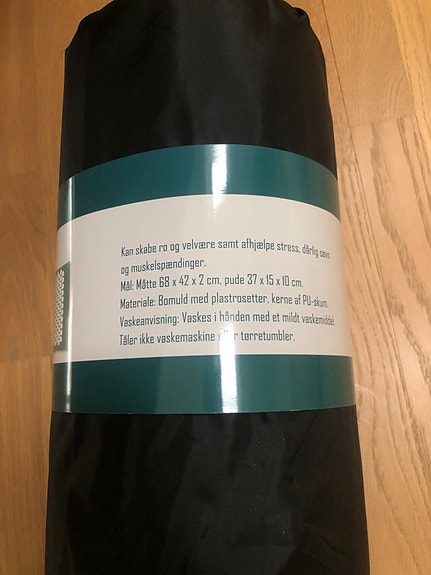 Kan skabe ro og velvære samt afhjælpe stress, dårlig søvn
og muskelspændinger.
Mål: Måtte 68 x 42 x 2 cm, pude 37 x 15 x 10 cm.
Materiale: Bomuld med plastrosetter, kerne af PU-skum.
Vaskeanvisning: Vaskes i hånden med et mildt vaskemiddel.
Tåler ikke vaskemaskine eller tørretumbler.